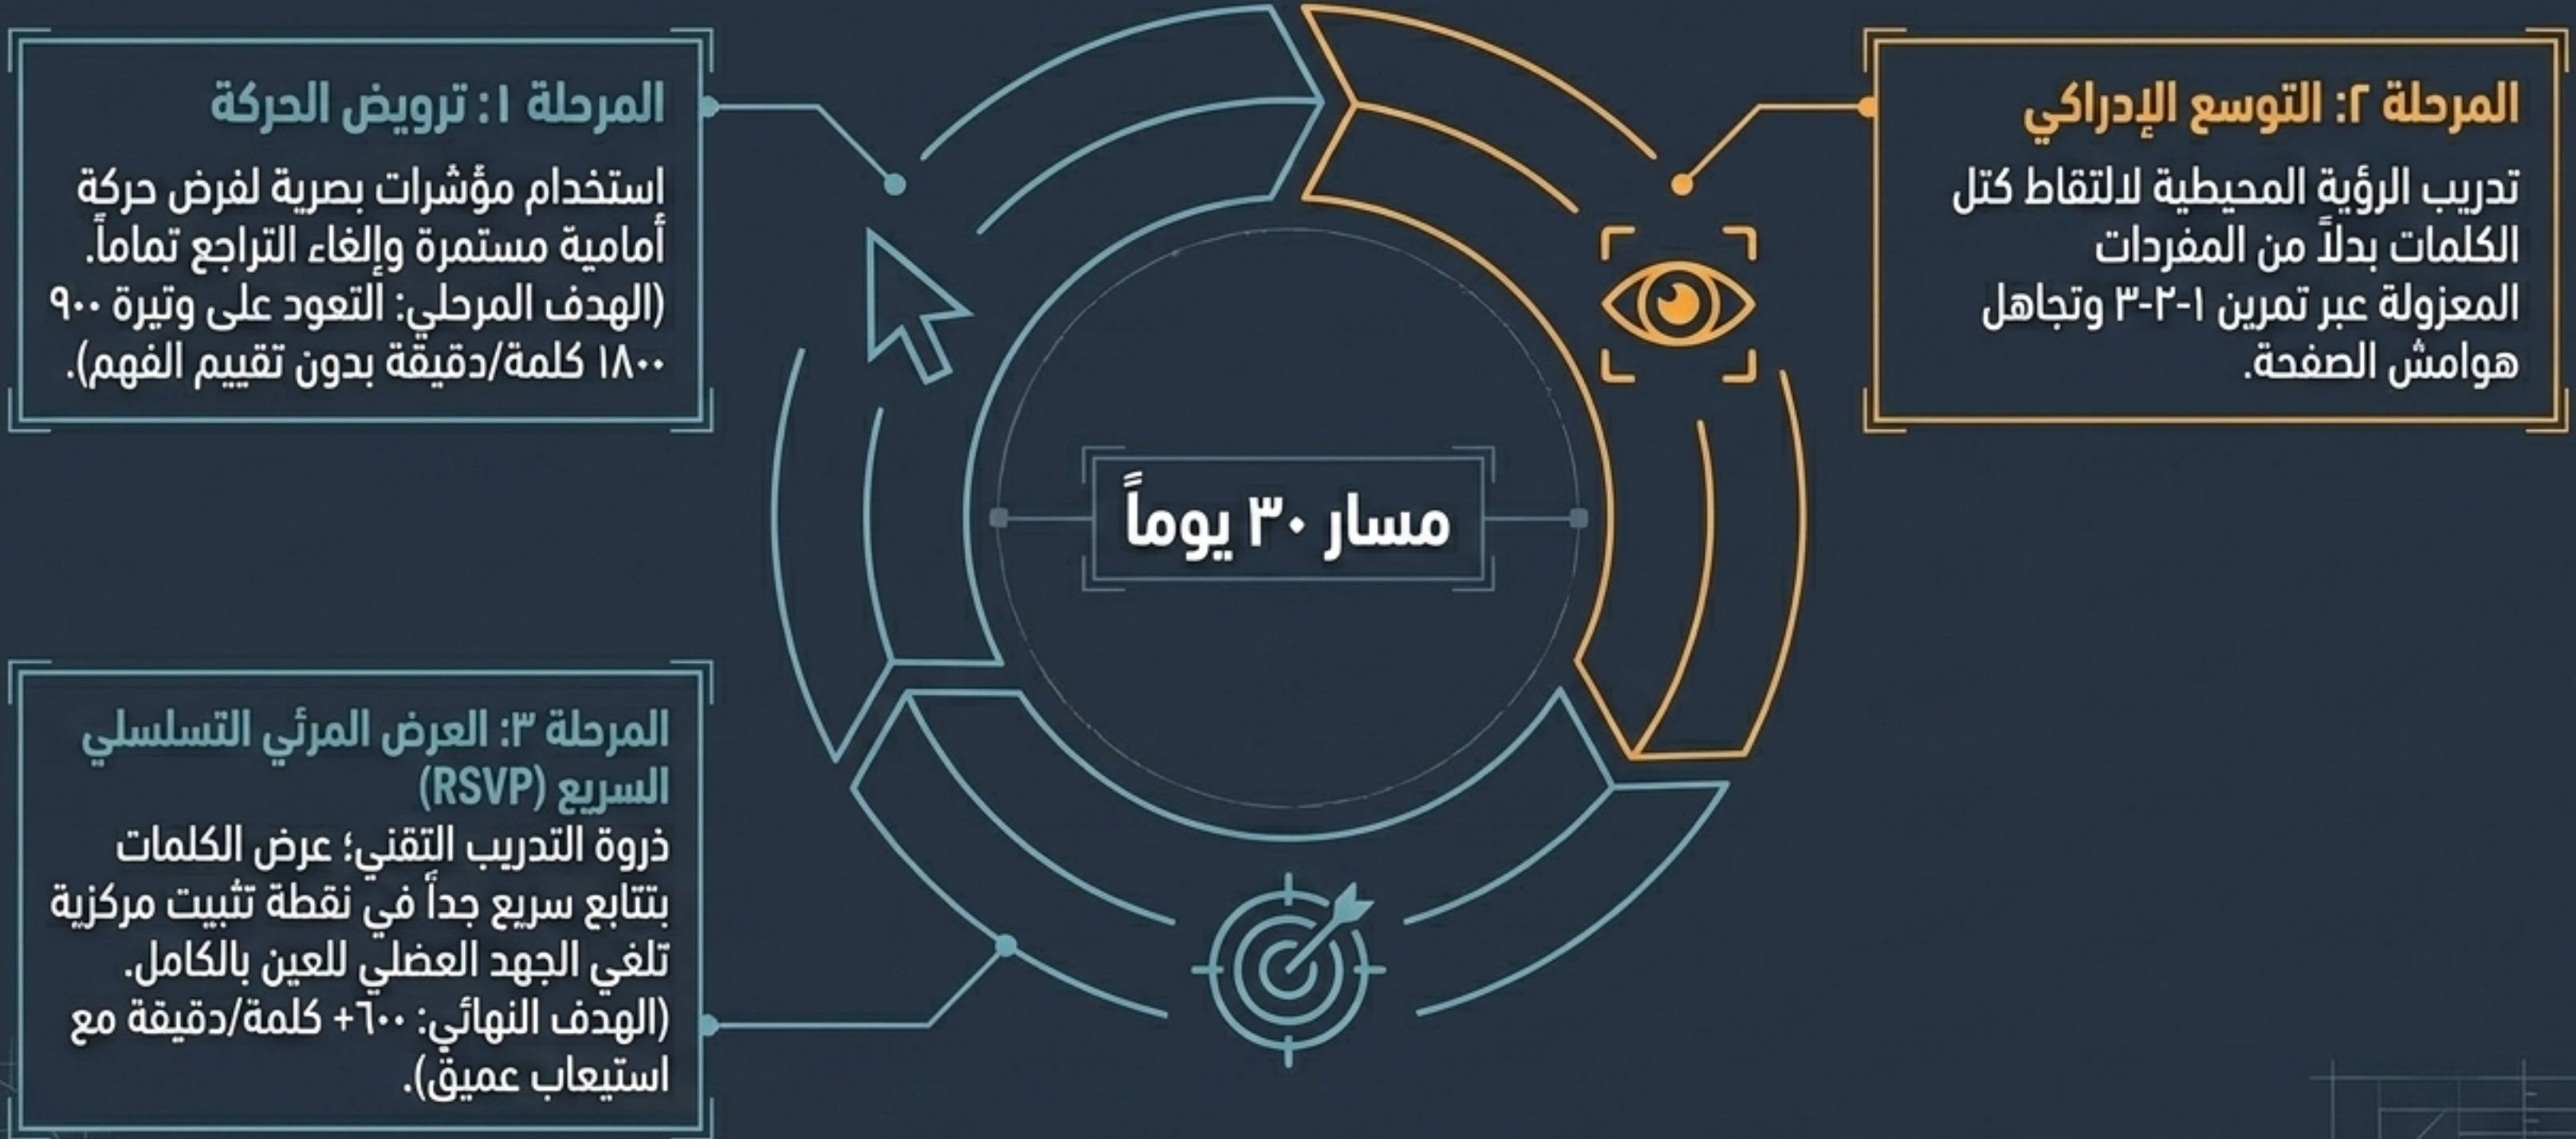 المرحلة ١: ترويض الحركة
استخدام مؤشرات بصرية لفرض حركة
أمامية مستمرة وإلغاء التراجع تماماً.
(الهدف المرحلي: التعود على وتيرة ٩٠٠
١٨٠٠ كلمة/دقيقة بدون تقييم الفهم).
المرحلة ٢: التوسع الإدراكي
تدريب الرؤية المحيطية لالتقاط كتل
الكلمات بدلاً من المفردات
المعزولة عبر تمرين ١-٢-٣ وتجاهل
هوامش الصفحة.
مسار ٣٠ يوماً
المرحلة ٣: العرض المرئي التسلسلي
السريع (RSVP)
ذروة التدريب التقني؛ عرض الكلمات
بتتابع سريع جداً في نقطة تثبيت مركزية
تلغي الجهد العضلي للعين بالكامل.
(الهدف النهائي: ٦٠٠+ كلمة/دقيقة مع
استيعاب عميق).